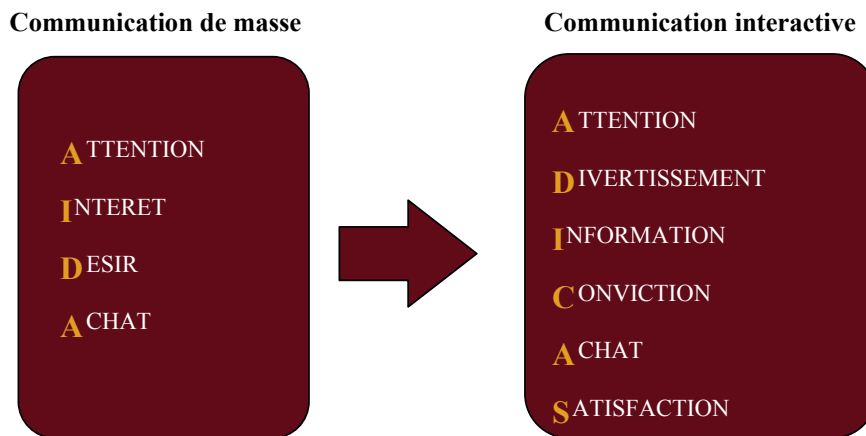 Communication de masse
ATTENTION
INTERET
DESIR
ACHAT
Communication interactive
ATTENTION
DIVERTISSEMENT
INFORMATION
CONVICTION
ACHAT
SATISFACTION